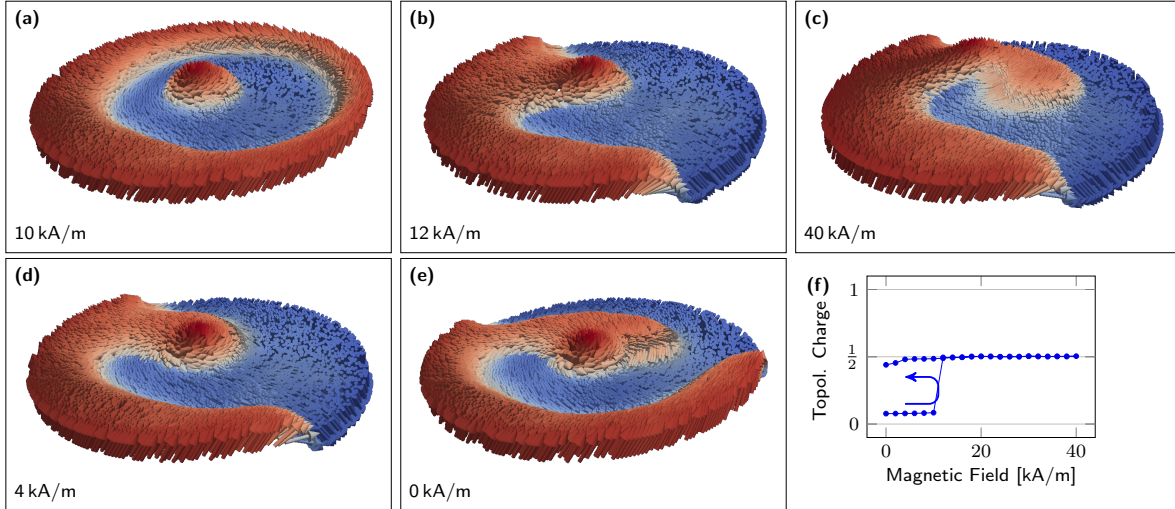 (a)
10 kA/m
(b)
12 kA/m
(c)
40 kA/m
(d)
4 kA/m
(e)
0 kA/m
(f)
Topol. Charge
1
1/2
0
0 20 40
Magnetic Field [kA/m]